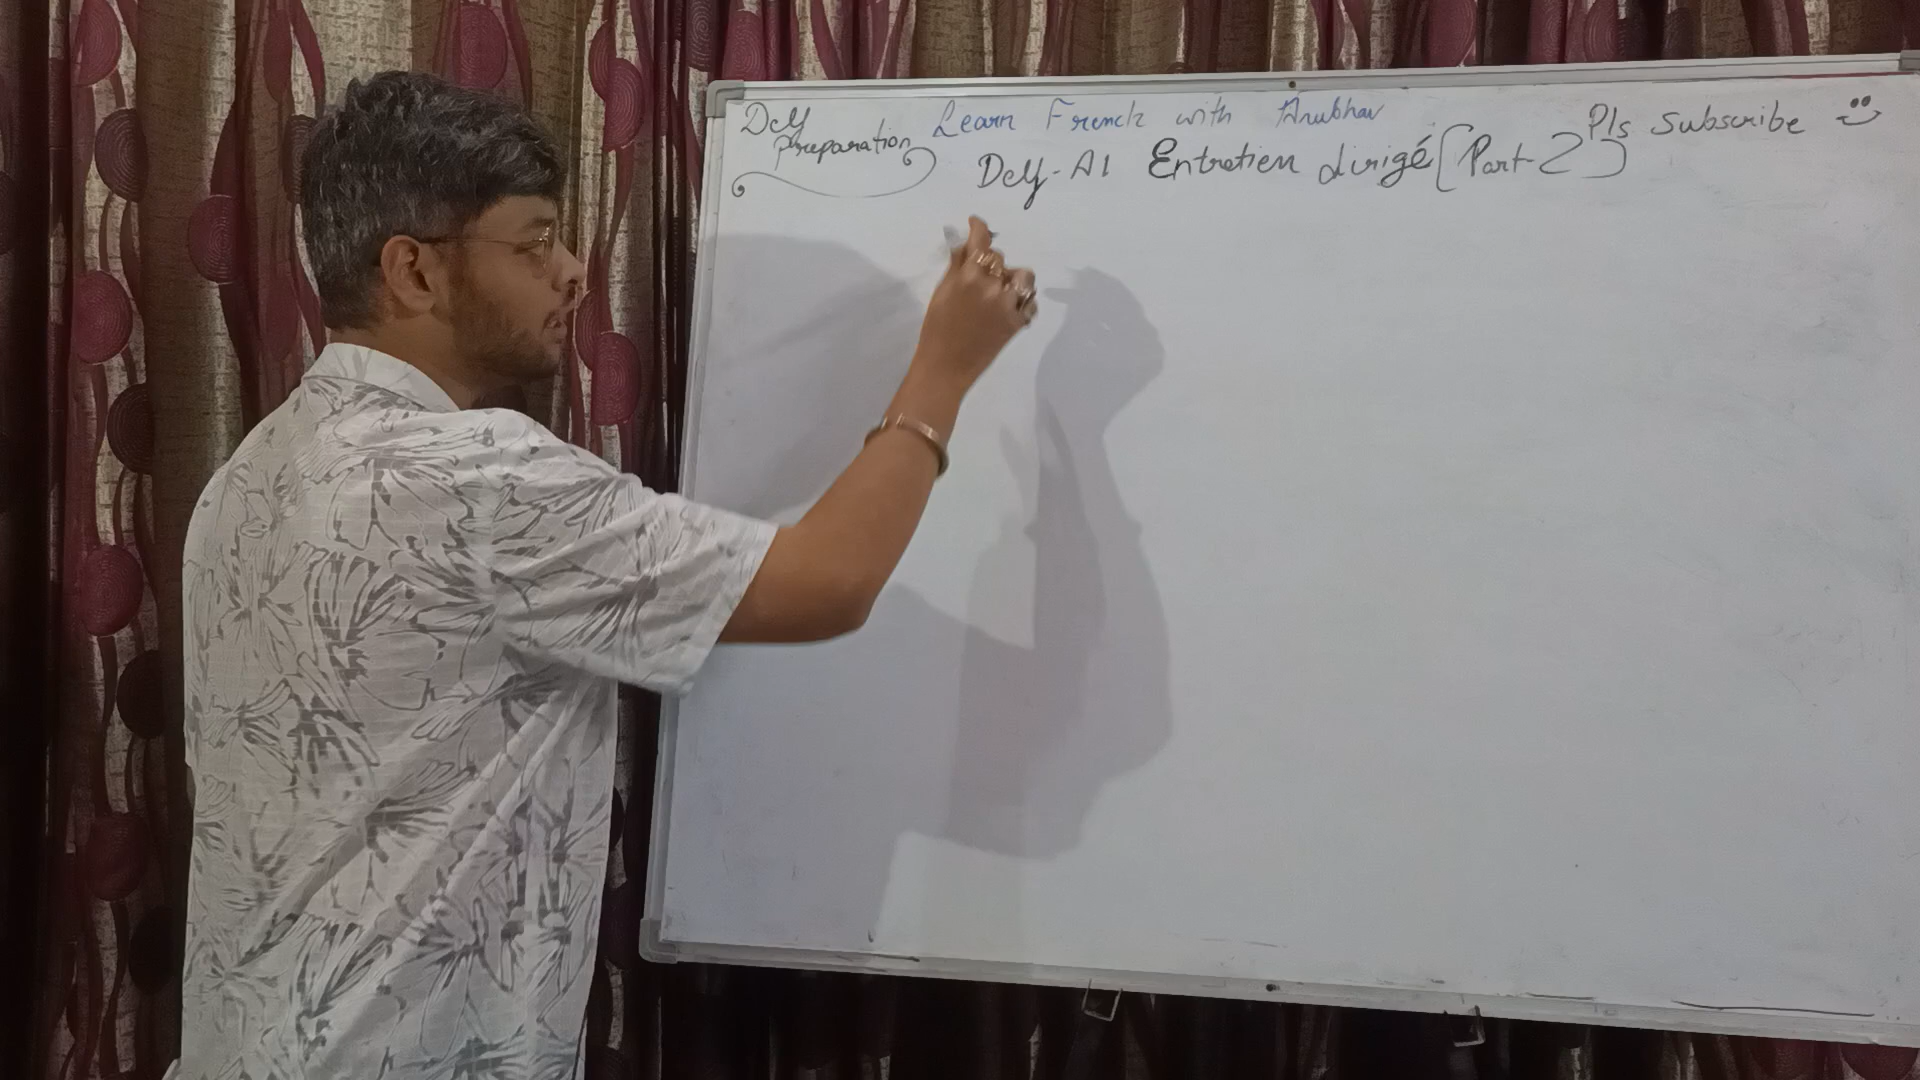 Delf Preparation
Learn French with Anubhav
Pls Subscribe
Delf-A1 Entretien dirigé [Part-2]